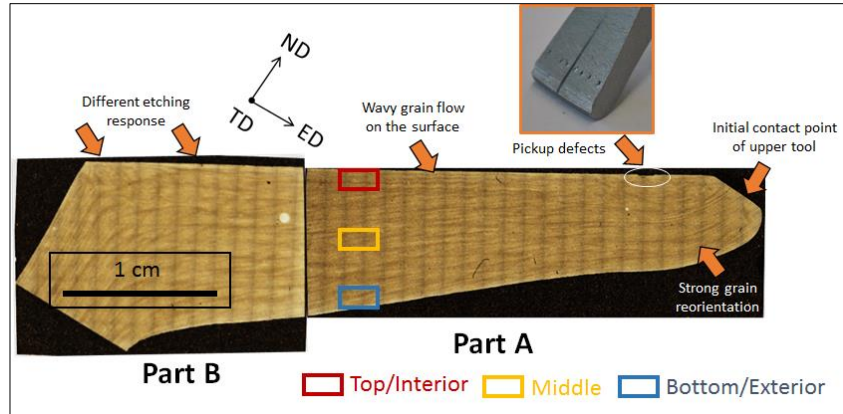 ND
TD
ED
Different etching
response
Wavy grain flow
on the surface
Pickup defects
Initial contact point
of upper tool
1 cm
Strong grain
reorientation
Part B
Part A
Top/Interior
Middle
Bottom/Exterior